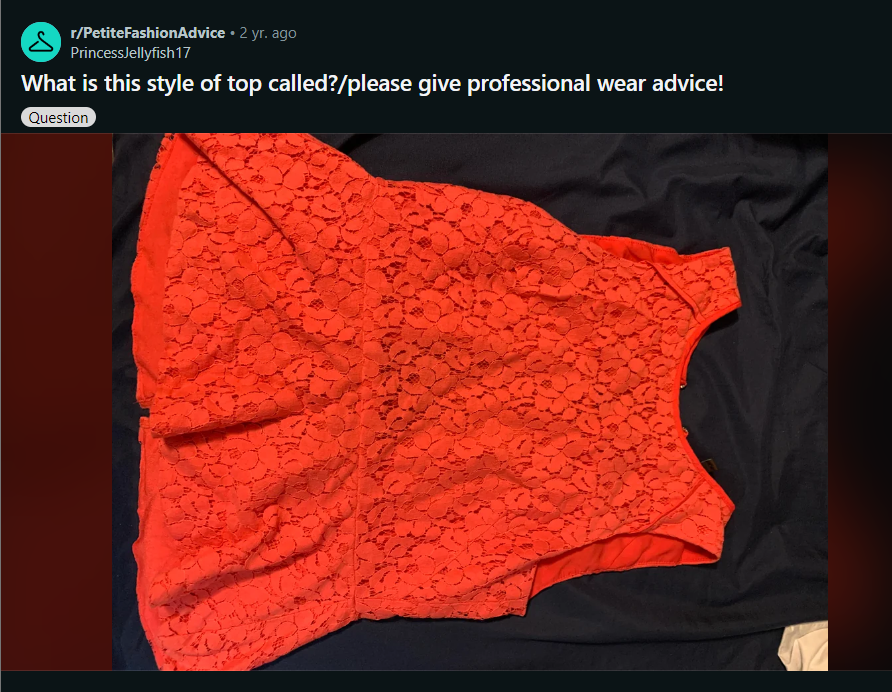 r/PetiteFashionAdvice • 2 yr. ago
PrincessJellyfish17
What is this style of top called?/please give professional wear advice!
Question